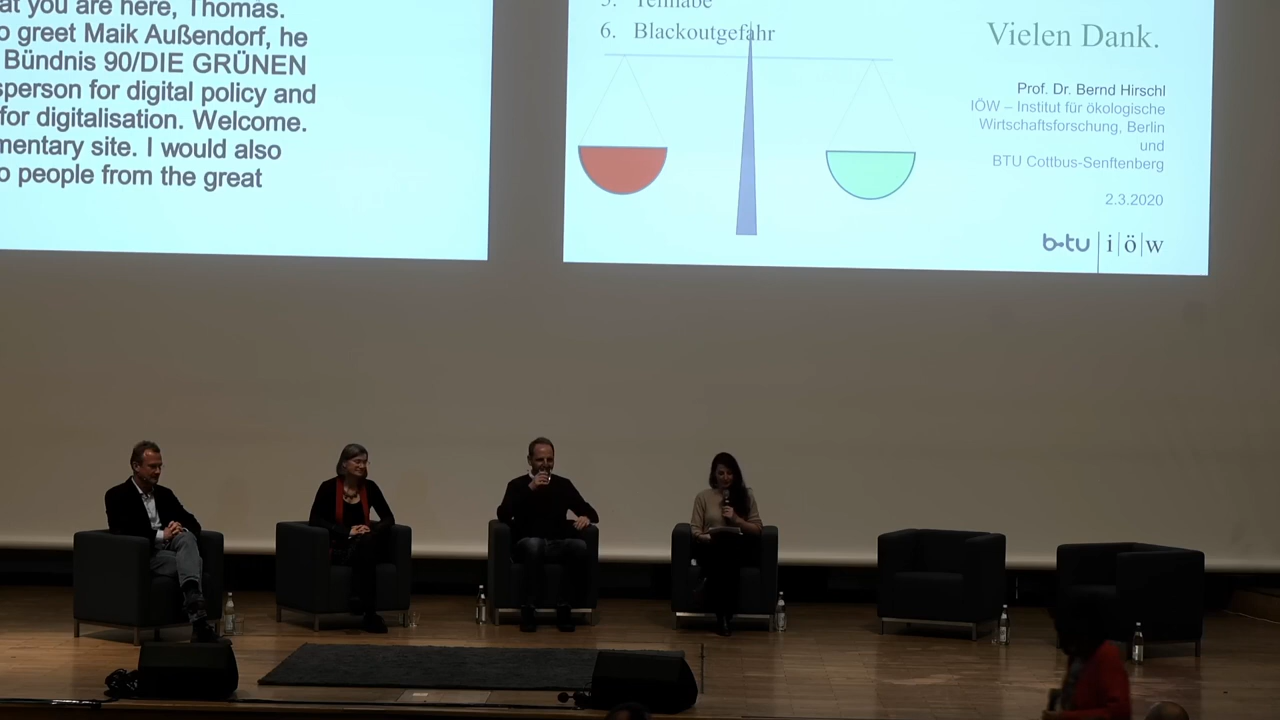 at you are here, Thomas.
o greet Maik Außendorf, he
Bündnis 90/DIE GRÜNEN
sperson for digital policy and
for digitalisation. Welcome.
mentary site. I would also
o people from the great
5. Teilhabe
6. Blackoutgefahr
Vielen Dank.
Prof. Dr. Bernd Hirschl
IÖW – Institut für ökologische
Wirtschaftsforschung, Berlin
und
BTU Cottbus-Senftenberg
2.3.2020
b-tu | i | ö | w